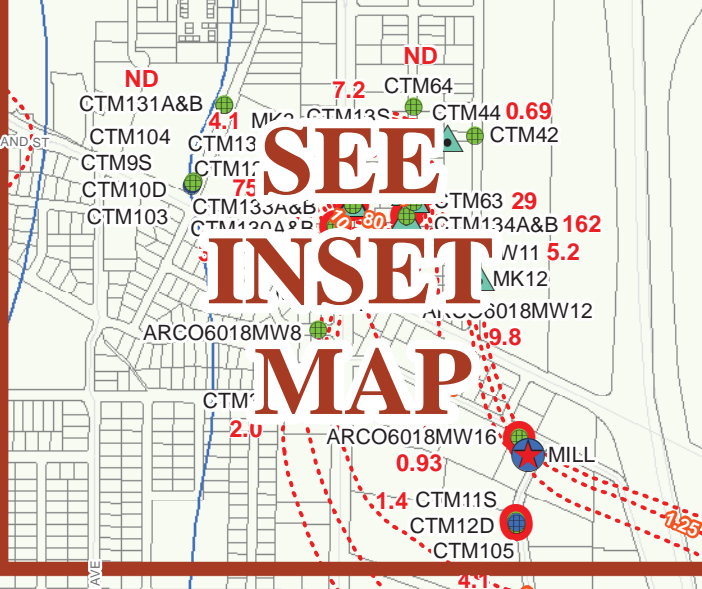 ND
7.2
CTM64
ND
CTM131A&B
4.1
CTM13S
CTM44 0.69
CTM42
AND ST
CTM104
CTM9S
CTM10D
CTM103
75
SEE
CTM133A&B
CTM130A&B
80
CTM63 29
CTM134A&B 162
W11 5.2
MK12
INSET
ARCO6018MW12
9.8
ARCO6018MW8
MAP
2.0
ARCO6018MW16
0.93
MILL
1.4 CTM11S
CTM12D
CTM105
1.25
AVE
4.1